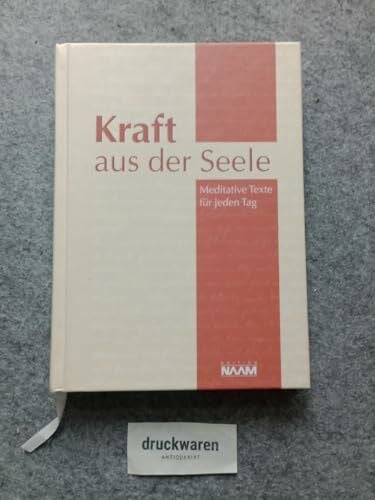 Kraft
aus der Seele
Meditative Texte
für jeden Tag
EDITION
NAAM
druckwaren
ANTIQUARIAT